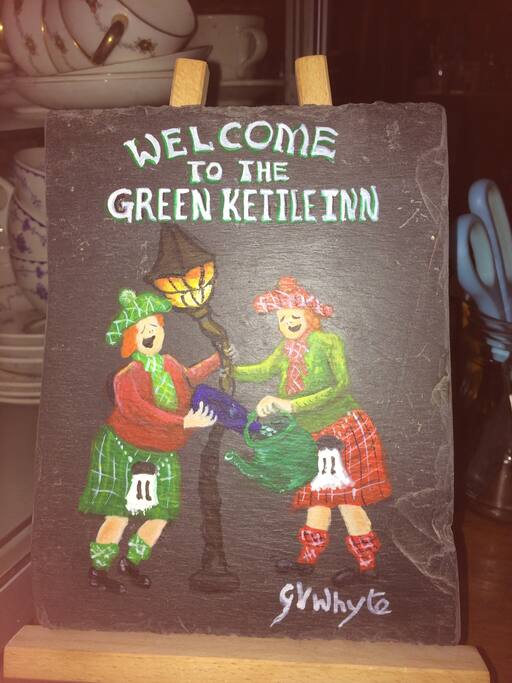 WELCOME
TO THE
GREEN KETTLE INN
GVWhyte